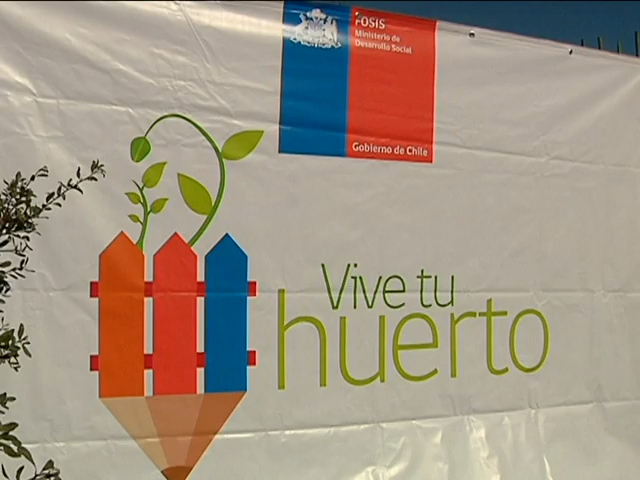 FOSIS
Ministerio de
Desarrollo Social
Gobierno de Chile
Vive tu
huerto